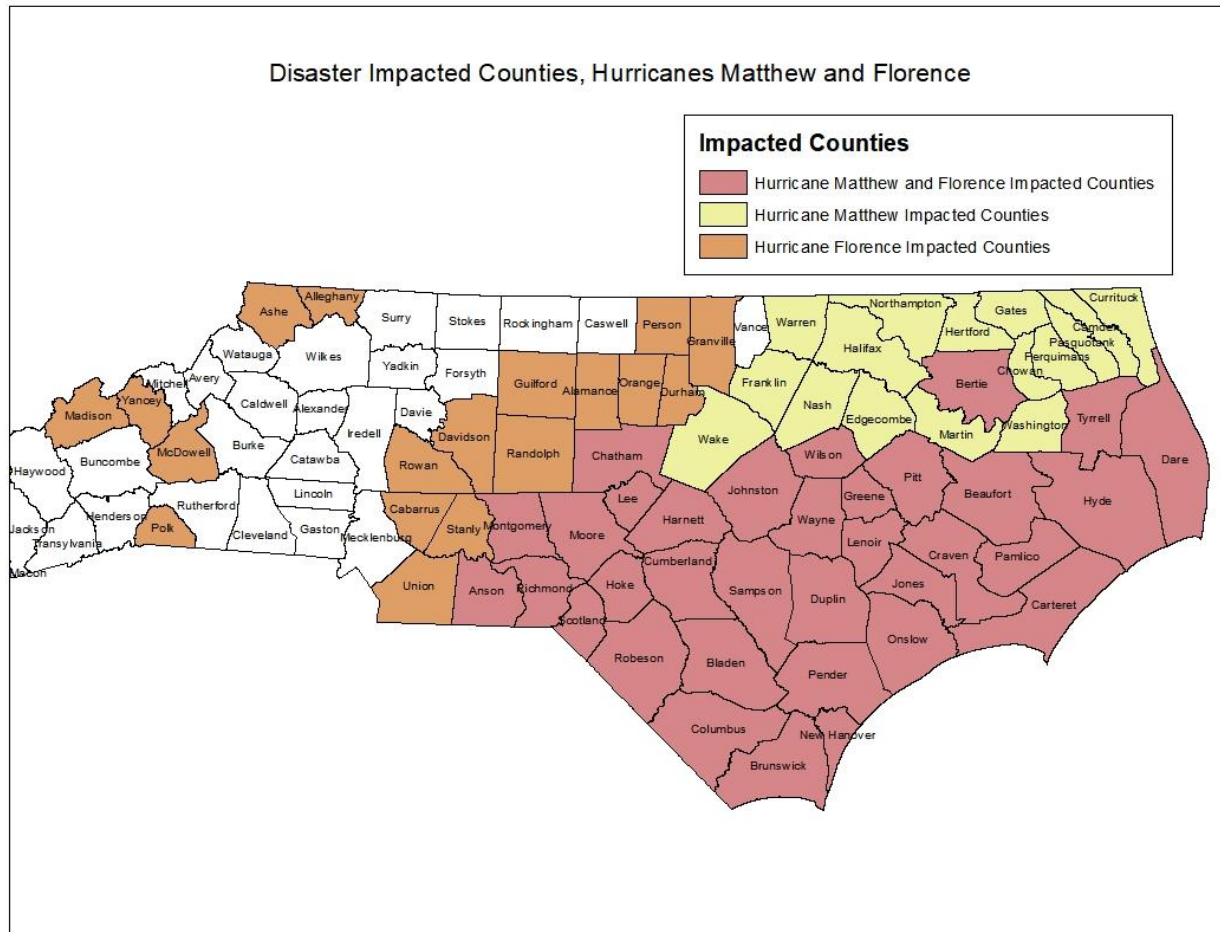 Disaster Impacted Counties, Hurricanes Matthew and Florence
Impacted Counties
Hurricane Matthew and Florence Impacted Counties
Hurricane Matthew Impacted Counties
Hurricane Florence Impacted Counties
Ashe
Alleghany
Surry
Stokes
Rockingham
Caswell
Person
Granville
Vance
Warren
Northampton
Halifax
Hertford
Gates
Currituck
Camden
Pasquotank
Perquimans
Chowan
Bertie
Watauga
Wilkes
Yadkin
Forsyth
Guilford
Alamance
Orange
Durham
Franklin
Nash
Edgecombe
Martin
Washington
Tyrrell
Dare
Mitchell
Avery
Madison
Yancey
Caldwell
Alexander
Davie
Iredell
Davidson
Randolph
Chatham
Wake
Wilson
Pitt
Beaufort
Hyde
McDowell
Burke
Catawba
Rowan
Haywood
Buncombe
Lee
Johnston
Greene
Wayne
Harnett
Lenoir
Craven
Pamlico
Rutherford
Lincoln
Cabarrus
Stanly
Montgomery
Moore
Henderson
Polk
Cleveland
Gaston
Mecklenburg
Jackson
Transylvania
Macon
Union
Anson
Richmond
Scotland
Hoke
Cumberland
Sampson
Duplin
Jones
Carteret
Onslow
Robeson
Bladen
Pender
Columbus
New Hanover
Brunswick